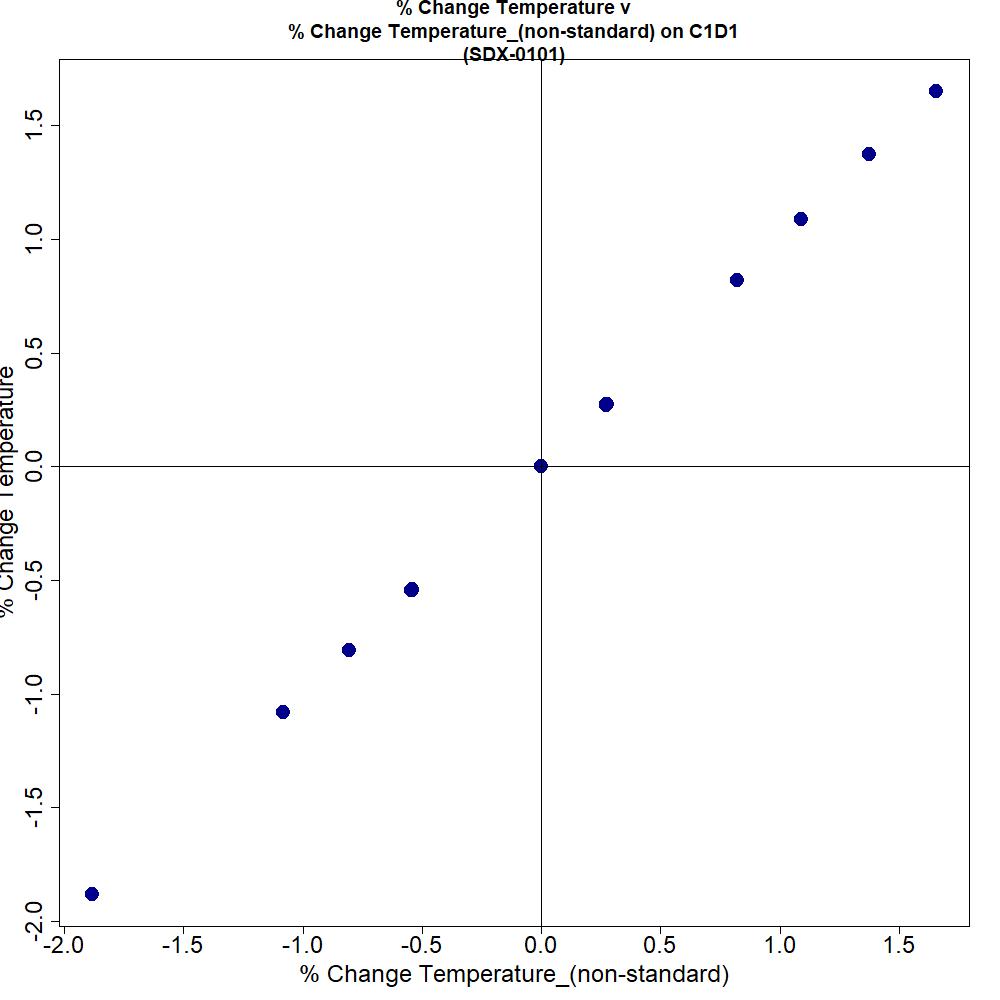 % Change Temperature v
% Change Temperature_(non-standard) on C1D1
(SDX-0101)
% Change Temperature
1.5
1.0
0.5
0.0
-0.5
-1.0
-1.5
-2.0
-2.0 -1.5 -1.0 -0.5 0.0 0.5 1.0 1.5
% Change Temperature_(non-standard)